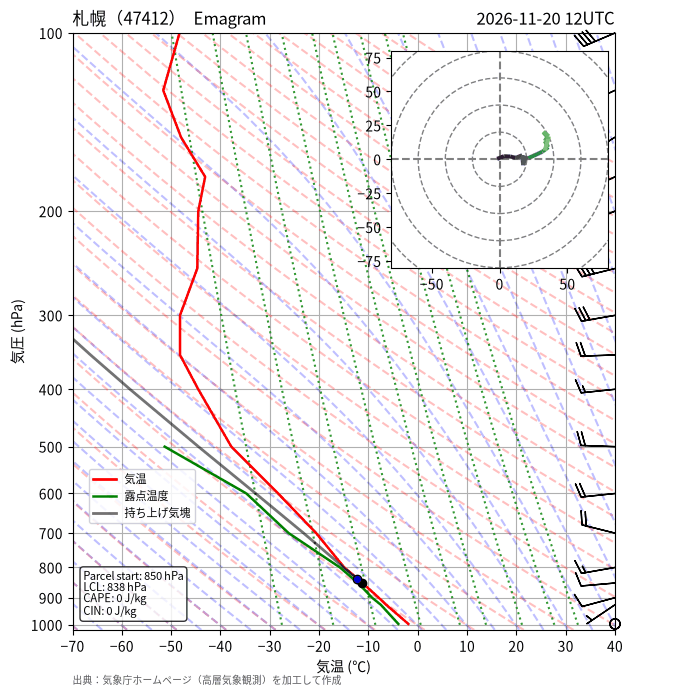 札幌（47412） Emagram
2026-11-20 12UTC
100
200
300
400
500
600
700
800
900
1000
気圧 (hPa)
75
50
25
0
−25
−50
−75
−50
0
50
気温
露点温度
持ち上げ気塊
Parcel start: 850 hPa
LCL: 838 hPa
CAPE: 0 J/kg
CIN: 0 J/kg
−70
−60
−50
−40
−30
−20
−10
0
10
20
30
40
気温 (℃)
出典：気象庁ホームページ（高層気象観測）を加工して作成